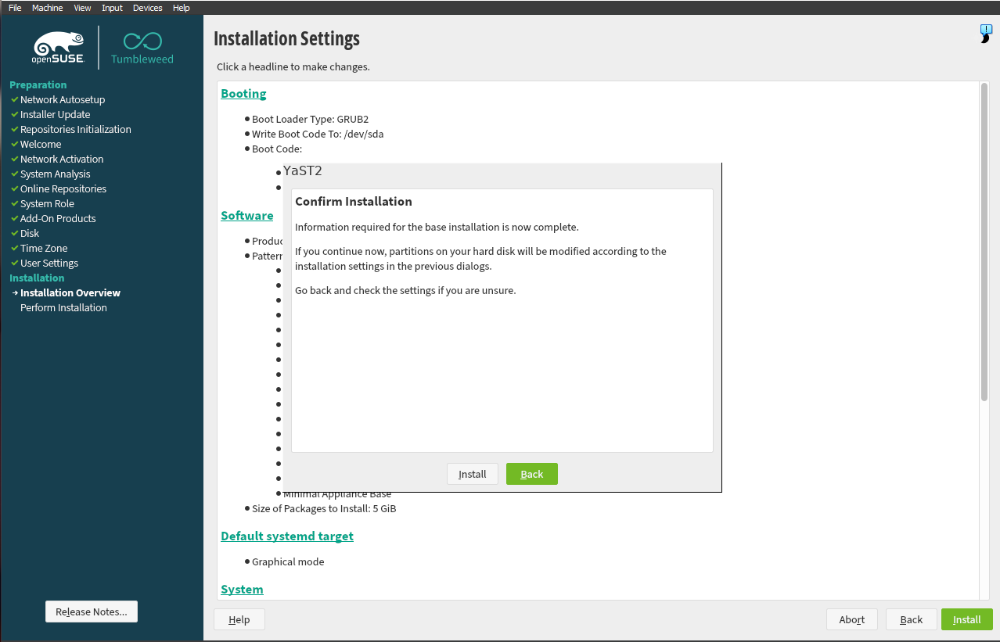 File Machine View Input Devices Help
openSUSE
Tumbleweed
Preparation
Network Autosetup
Installer Update
Repositories Initialization
Welcome
Network Activation
System Analysis
Online Repositories
System Role
Add-On Products
Disk
Time Zone
User Settings
Installation
Installation Overview
Perform Installation
Release Notes...
Installation Settings
Click a headline to make changes.
Booting
Boot Loader Type: GRUB2
Write Boot Code To: /dev/sda
Boot Code:
Software
Produc
Patterr
Minimal Appliance Base
Size of Packages to Install: 5 GiB
Default systemd target
Graphical mode
System
YaST2
Confirm Installation
Information required for the base installation is now complete.
If you continue now, partitions on your hard disk will be modified according to the
installation settings in the previous dialogs.
Go back and check the settings if you are unsure.
Install Back
Help Abort Back Install